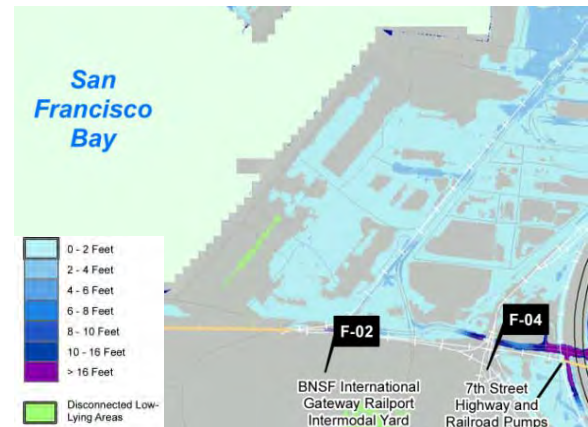 San
Francisco
Bay
0 - 2 Feet
2 - 4 Feet
4 - 6 Feet
6 - 8 Feet
8 - 10 Feet
10 - 16 Feet
> 16 Feet
Disconnected Low-
Lying Areas
F-02
BNSF International
Gateway Railport
Intermodal Yard
F-04
7th Street
Highway and
Railroad Pumps